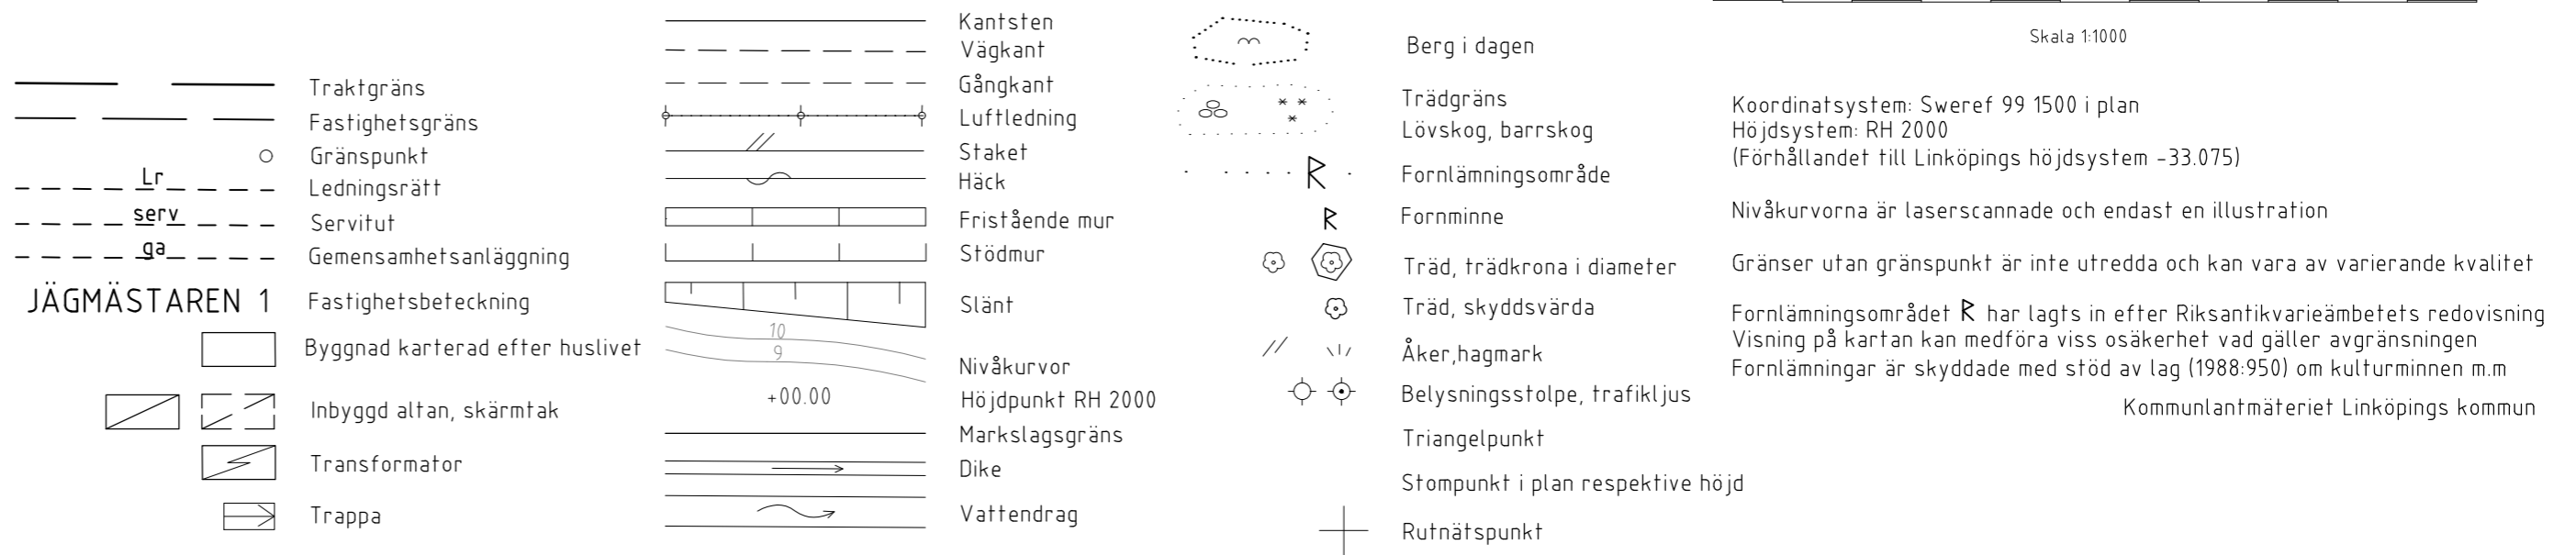 Traktgräns
Fastighetsgräns
Gränspunkt
Lr Ledningsrätt
serv Servitut
ga Gemensamhetsanläggning
JÄGMÄSTAREN 1 Fastighetsbeteckning
Byggnad karterad efter huslivet
Inbyggd altan, skärmtak
Transformator
Trappa
Kantsten
Vägkant
Gångkant
Luftledning
Staket
Häck
Fristående mur
Stödmur
Slänt
10
9
Nivåkurvor
+00.00 Höjdpunkt RH 2000
Markslagsgräns
Dike
Vattendrag
Berg i dagen
Trädgräns
Lövskog, barrskog
R Fornlämningsområde
R Fornminne
Träd, trädkrona i diameter
Träd, skyddsvärda
Åker,hagmark
Belysningsstolpe, trafikljus
Triangelpunkt
Stompunkt i plan respektive höjd
Rutnätspunkt
Skala 1:1000
Koordinatsystem: Sweref 99 1500 i plan
Höjdsystem: RH 2000
(Förhållandet till Linköpings höjdsystem -33.075)
Nivåkurvorna är laserscannade och endast en illustration
Gränser utan gränspunkt är inte utredda och kan vara av varierande kvalitet
Fornlämningsområdet R har lagts in efter Riksantikvarieämbetets redovisning
Visning på kartan kan medföra viss osäkerhet vad gäller avgränsningen
Fornlämningar är skyddade med stöd av lag (1988:950) om kulturminnen m.m
Kommunlantmäteriet Linköpings kommun